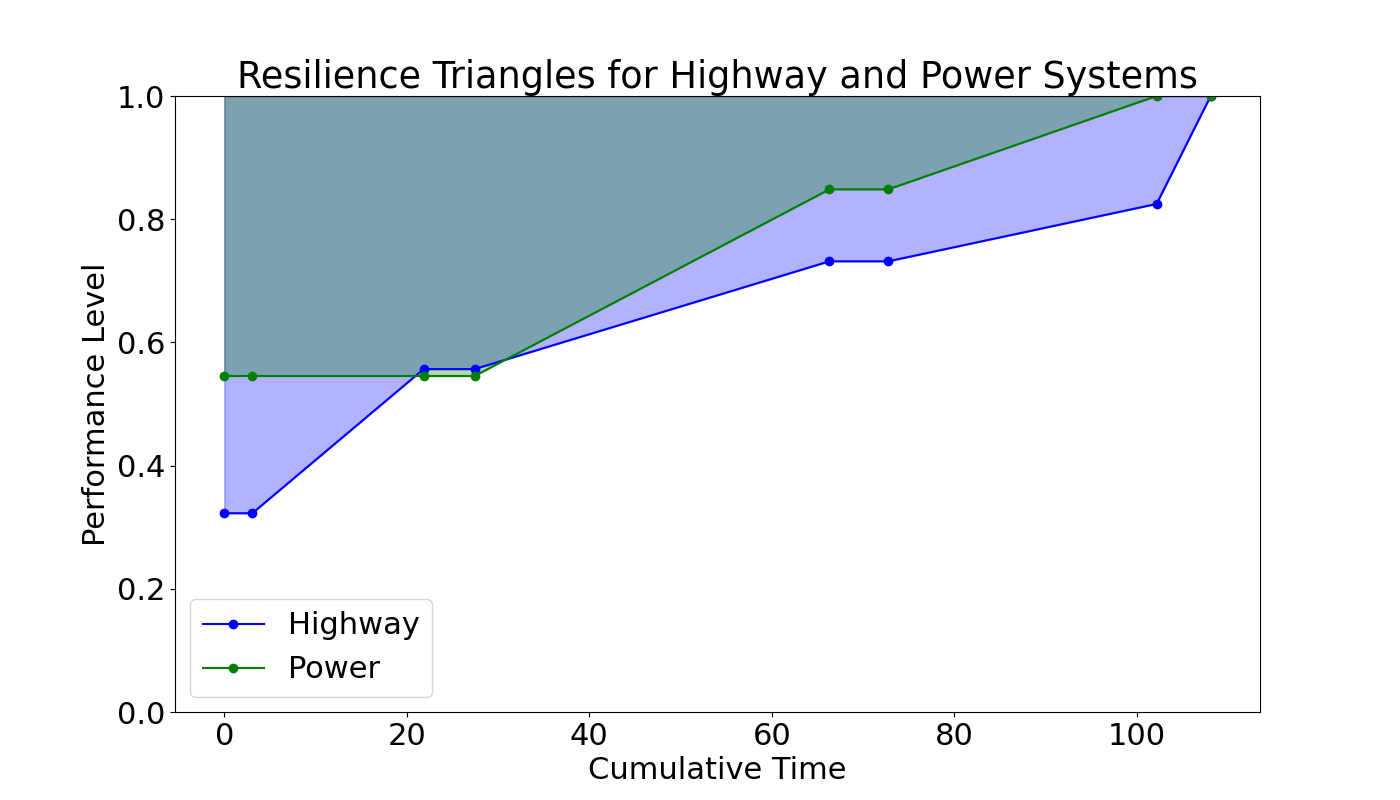 Resilience Triangles for Highway and Power Systems
1.0
0.8
0.6
0.4
0.2
0.0
Performance Level
Highway
Power
0 20 40 60 80 100
Cumulative Time